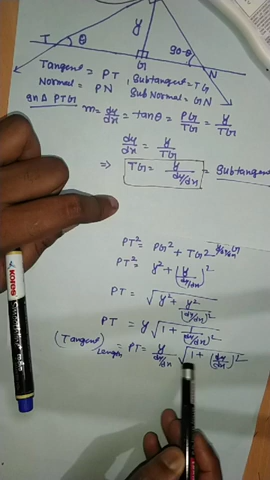 y
T θ G 90-θ N
Tangent = PT, Subtangent = TG
Normal = PN Sub Normal = GN
In Δ PTG m = dy/dx = tanθ = PG/TG = y/TG
dy/dx = y/TG
⇒ TG = y/(dy/dx) = Subtangent
PT² = PG² + TG²
PT² = y² + (y/(dy/dx))²
PT = √(y² + y²/(dy/dx)²)
PT = y√(1 + 1/(dy/dx)²)
(Tangent) Length = PT = y/(dy/dx) √(1 + (dy/dx)²)
KORES